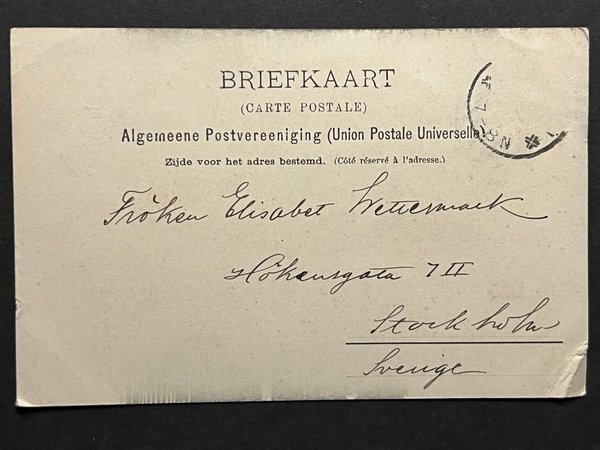 BRIEFKAART
(CARTE POSTALE)
Algemeene Postvereeniging (Union Postale Universelle)
Zijde voor het adres bestemd. (Côté réservé à l'adresse.)
Fröken Elisabet Wettermark
Hökensgata 7 II
Stockholm
Sverige